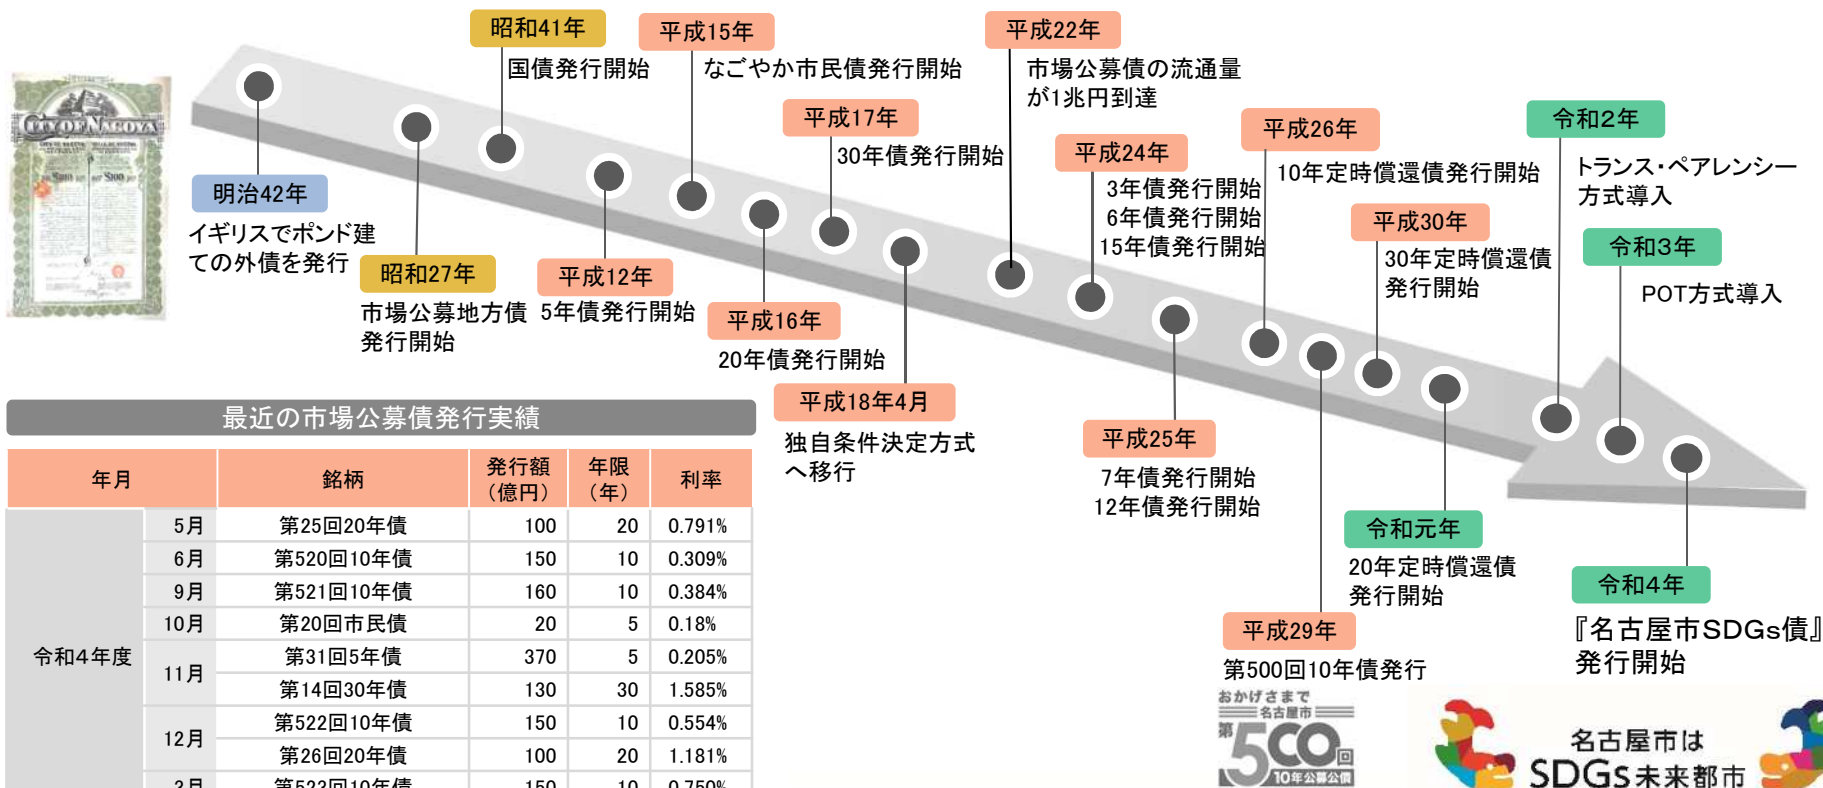 昭和41年
国債発行開始
平成15年
なごやか市民債発行開始
平成22年
市場公募債の流通量
が1兆円到達
平成17年
30年債発行開始
平成24年
3年債発行開始
6年債発行開始
15年債発行開始
平成26年
10年定時償還債発行開始
令和2年
トランス・ペアレンシー
方式導入
平成30年
30年定時償還債
発行開始
令和3年
POT方式導入
CITY OF NAGOYA
明治42年
イギリスでポンド建
ての外債を発行
昭和27年
市場公募地方債
発行開始
平成12年
5年債発行開始
平成16年
20年債発行開始
平成18年4月
独自条件決定方式
へ移行
平成25年
7年債発行開始
12年債発行開始
令和元年
20年定時償還債
発行開始
平成29年
第500回10年債発行
令和4年
『名古屋市SDGs債』
発行開始
おかげさまで
名古屋市
第500回
10年公募公債
名古屋市は
SDGs未来都市
最近の市場公募債発行実績
年月 銘柄 発行額(億円) 年限(年) 利率
令和4年度
5月 第25回20年債 100 20 0.791%
6月 第520回10年債 150 10 0.309%
9月 第521回10年債 160 10 0.384%
10月 第20回市民債 20 5 0.18%
11月 第31回5年債 370 5 0.205%
第14回30年債 130 30 1.585%
12月 第522回10年債 150 10 0.554%
第26回20年債 100 20 1.181%
3月 第523回10年債 150 10 0.750%